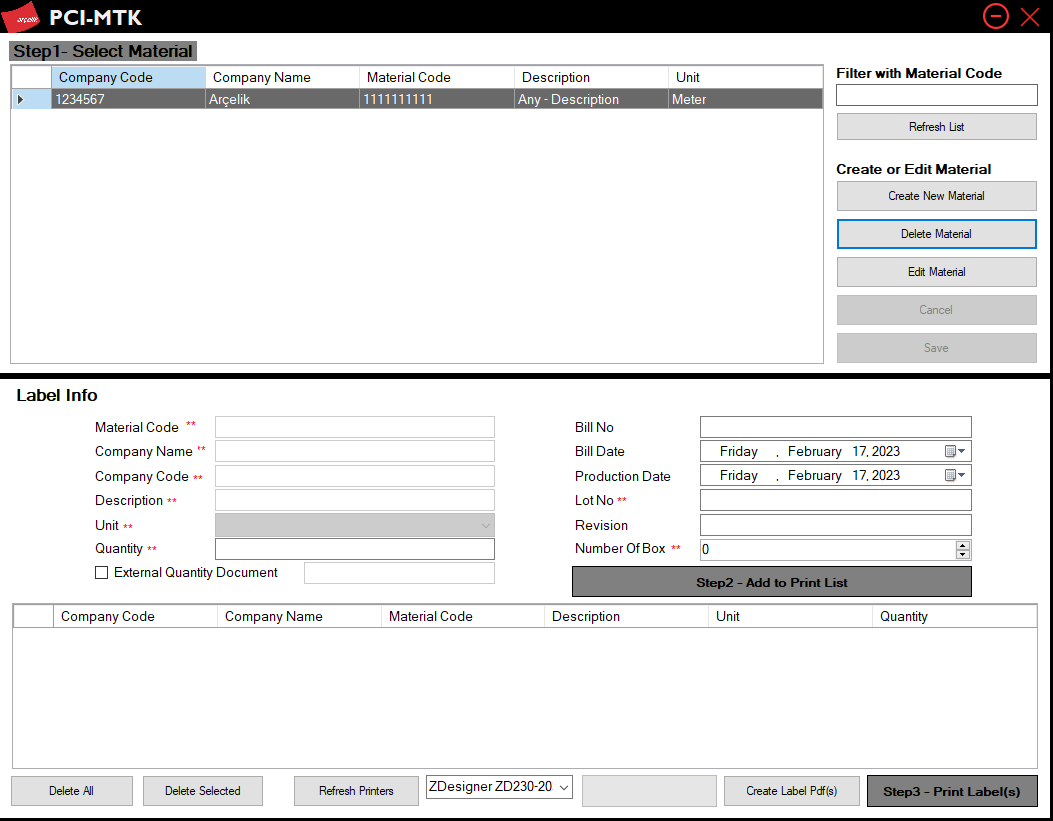 arçelik PCI-MTK
Step1- Select Material
Company Code Company Name Material Code Description Unit
1234567 Arçelik 1111111111 Any - Description Meter
Filter with Material Code
Refresh List
Create or Edit Material
Create New Material
Delete Material
Edit Material
Cancel
Save
Label Info
Material Code **
Company Name **
Company Code **
Description **
Unit **
Quantity **
External Quantity Document
Bill No
Bill Date Friday , February 17, 2023
Production Date Friday , February 17, 2023
Lot No **
Revision
Number Of Box ** 0
Step2 - Add to Print List
Company Code Company Name Material Code Description Unit Quantity
Delete All Delete Selected Refresh Printers ZDesigner ZD230-20 Create Label Pdf(s) Step3 - Print Label(s)